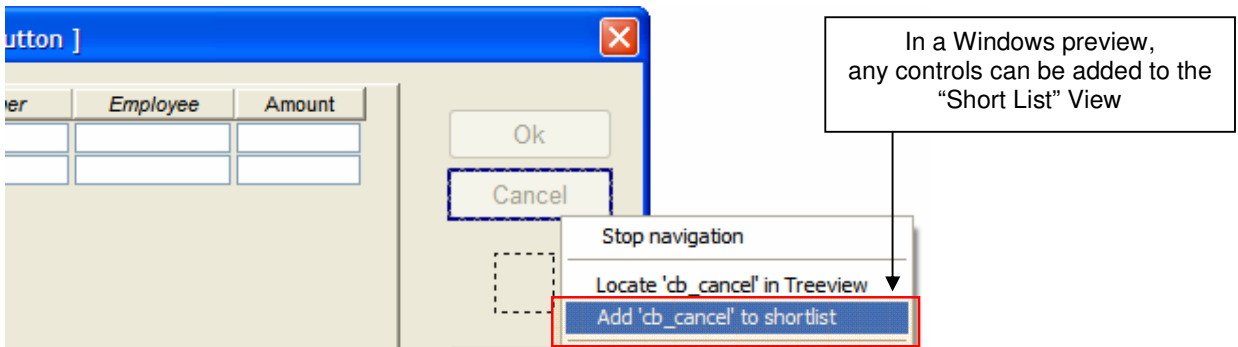 utton ]
er Employee Amount
Ok
Cancel
In a Windows preview,
any controls can be added to the
“Short List” View
Stop navigation
Locate 'cb_cancel' in Treeview
Add 'cb_cancel' to shortlist